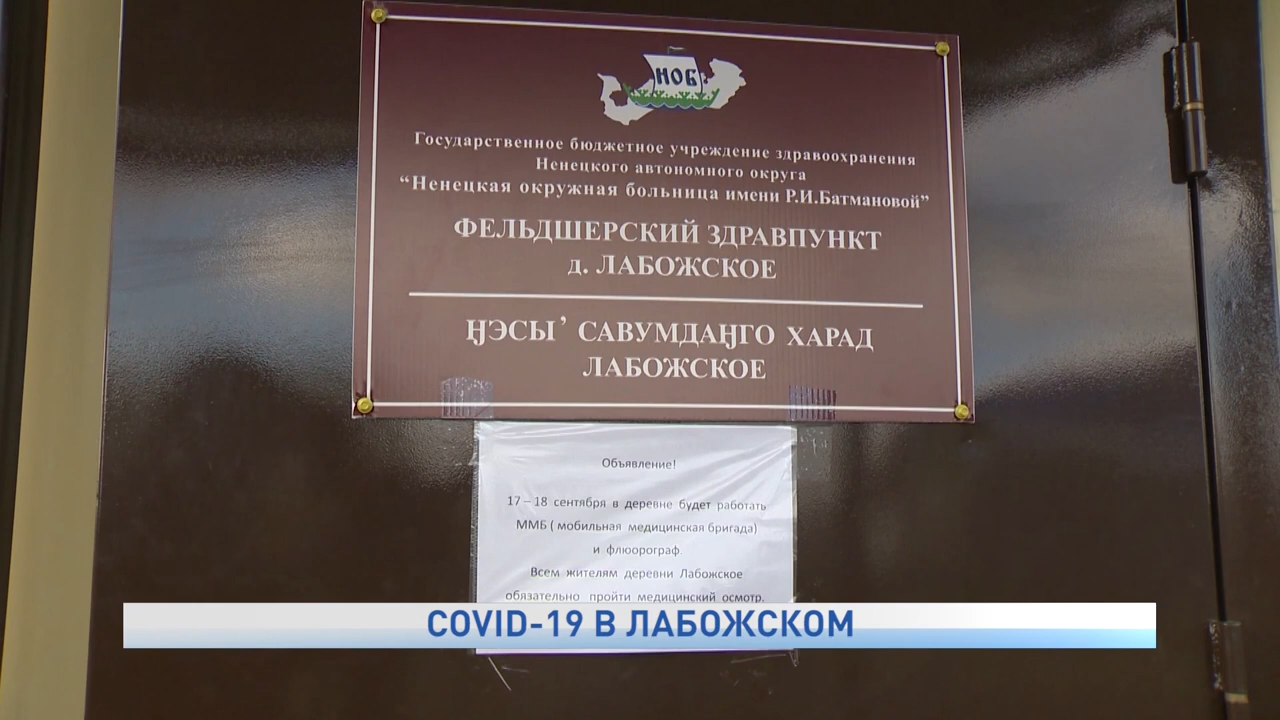 НОБ
Государственное бюджетное учреждение здравоохранения
Ненецкого автономного округа
“Ненецкая окружная больница имени Р.И.Батмановой”
ФЕЛЬДШЕРСКИЙ ЗДРАВПУНКТ
д. ЛАБОЖСКОЕ
ӇЭСЫ’ САВУМДАӇГО ХАРАД
ЛАБОЖСКОЕ
Объявление!
17 – 18 сентября в деревне будет работать
ММБ ( мобильная медицинская бригада)
и флюорограф.
Всем жителям деревни Лабожское
обязательно пройти медицинский осмотр.
COVID-19 В ЛАБОЖСКОМ